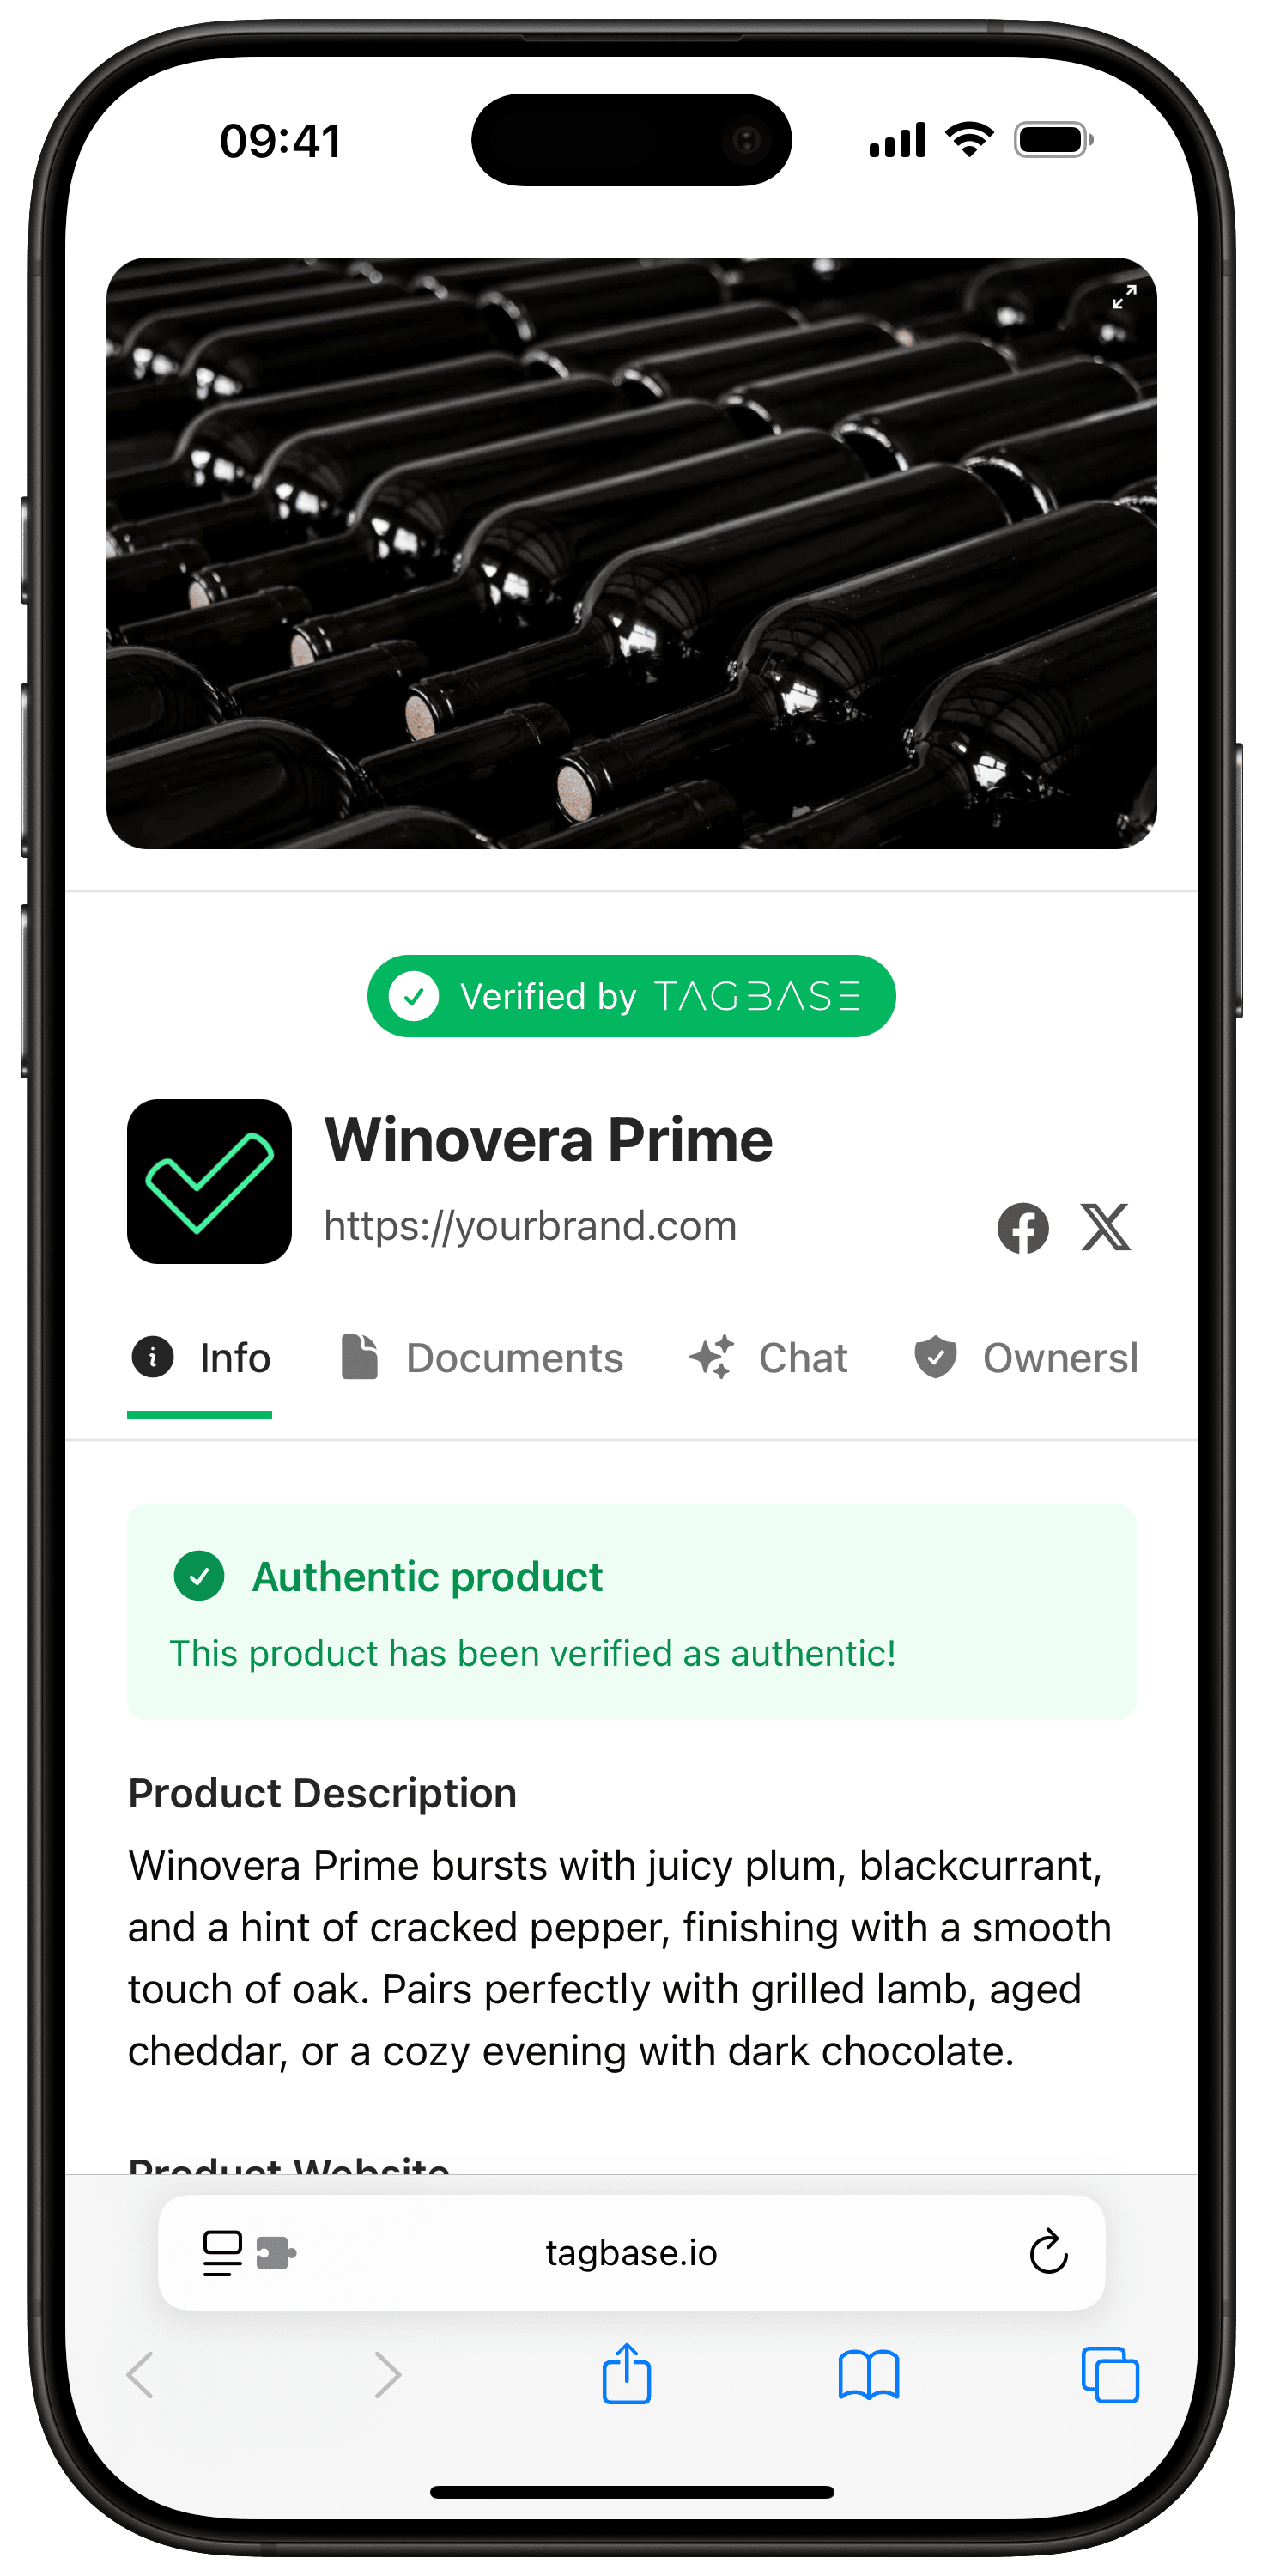 09:41
Verified by TAGBASE
Winovera Prime
https://yourbrand.com
Info Documents Chat Ownersl
Authentic product
This product has been verified as authentic!
Product Description
Winovera Prime bursts with juicy plum, blackcurrant,
and a hint of cracked pepper, finishing with a smooth
touch of oak. Pairs perfectly with grilled lamb, aged
cheddar, or a cozy evening with dark chocolate.
Product Website
tagbase.io